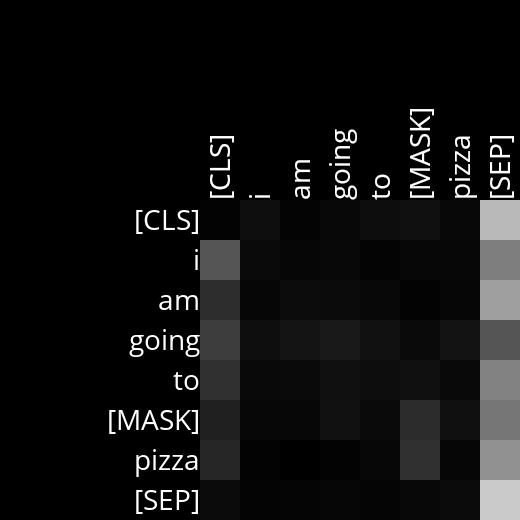 [CLS] i am going to [MASK] pizza [SEP]
[CLS]
i
am
going
to
[MASK]
pizza
[SEP]